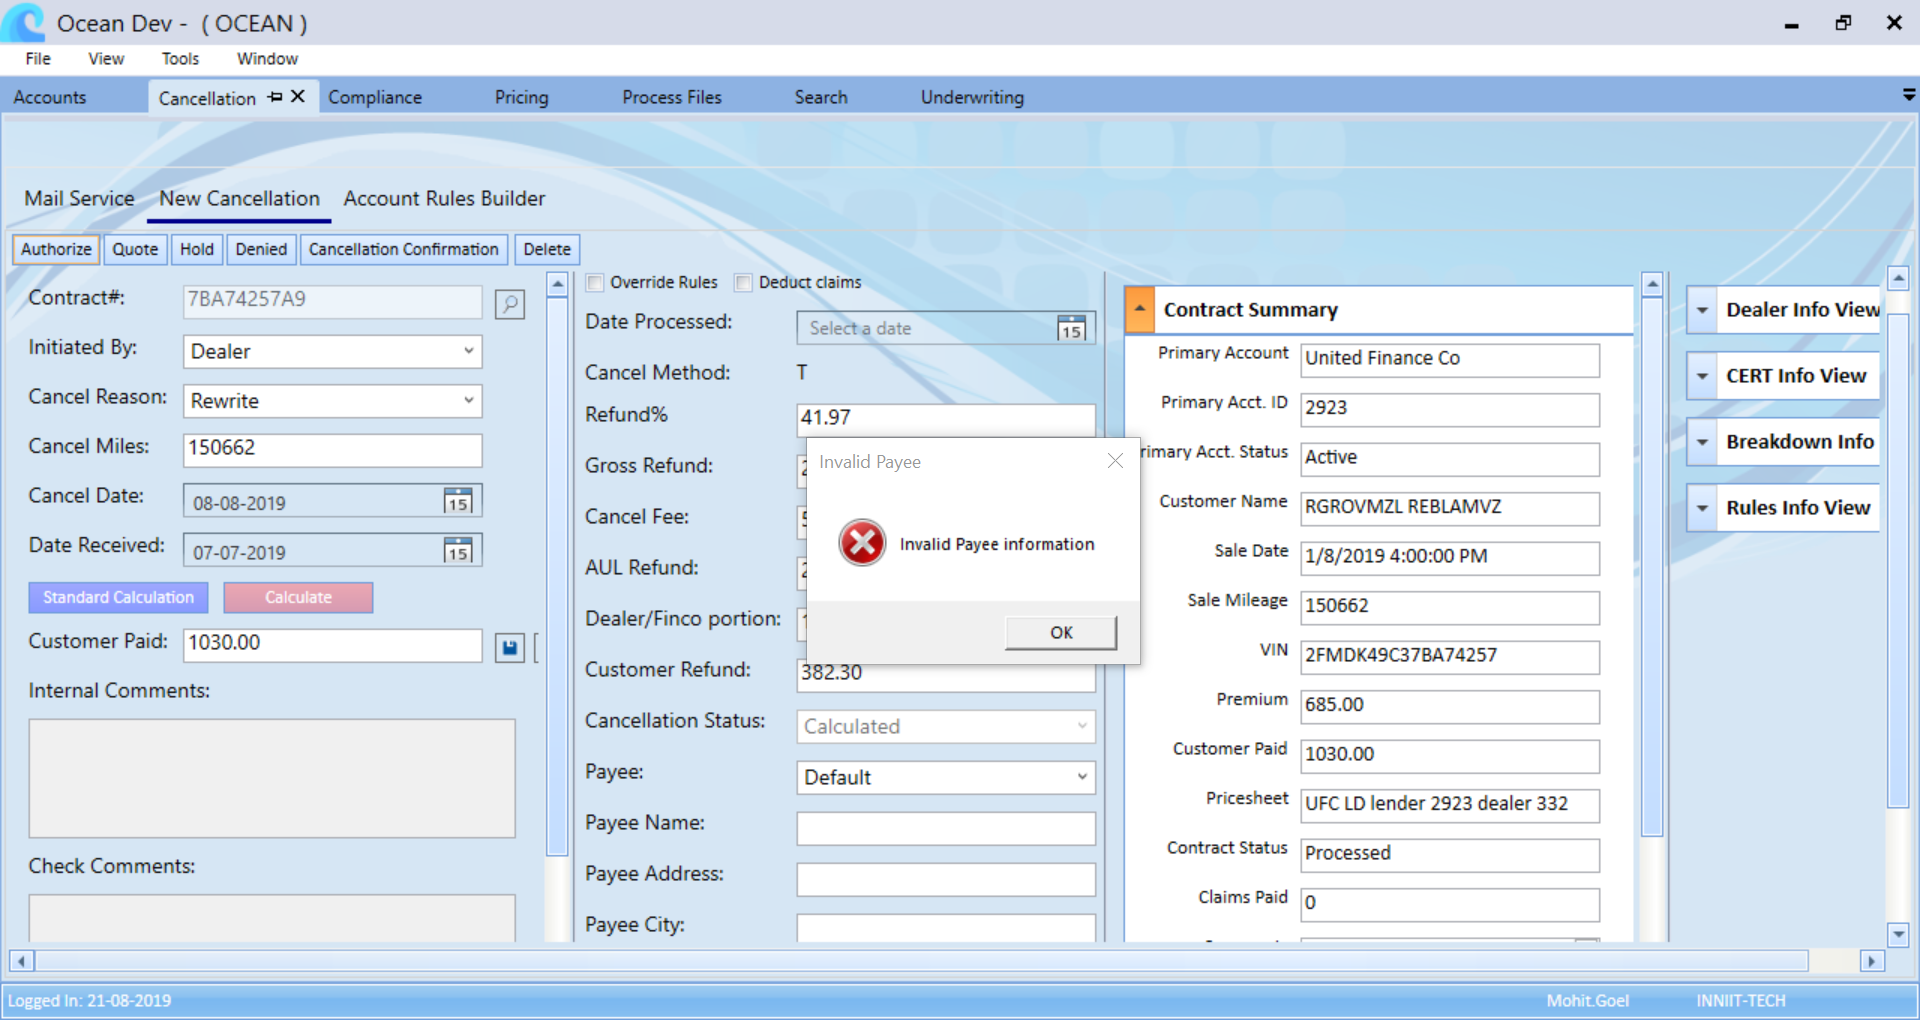 Ocean Dev - ( OCEAN )
File View Tools Window
Accounts Cancellation Compliance Pricing Process Files Search Underwriting
Mail Service New Cancellation Account Rules Builder
Authorize Quote Hold Denied Cancellation Confirmation Delete
Contract#: 7BA74257A9
Initiated By: Dealer
Cancel Reason: Rewrite
Cancel Miles: 150662
Cancel Date: 08-08-2019 15
Date Received: 07-07-2019 15
Standard Calculation Calculate
Customer Paid: 1030.00
Internal Comments:
Check Comments:
Override Rules Deduct claims
Date Processed: Select a date 15
Cancel Method: T
Refund% 41.97
Gross Refund:
Cancel Fee:
AUL Refund:
Dealer/Finco portion:
Customer Refund: 382.30
Cancellation Status: Calculated
Payee: Default
Payee Name:
Payee Address:
Payee City:
Invalid Payee
Invalid Payee information
OK
Contract Summary
Primary Account United Finance Co
Primary Acct. ID 2923
rimary Acct. Status Active
Customer Name RGROVMZL REBLAMVZ
Sale Date 1/8/2019 4:00:00 PM
Sale Mileage 150662
VIN 2FMDK49C37BA74257
Premium 685.00
Customer Paid 1030.00
Pricesheet UFC LD lender 2923 dealer 332
Contract Status Processed
Claims Paid 0
Dealer Info View
CERT Info View
Breakdown Info
Rules Info View
Logged In: 21-08-2019 Mohit.Goel INNIIT-TECH